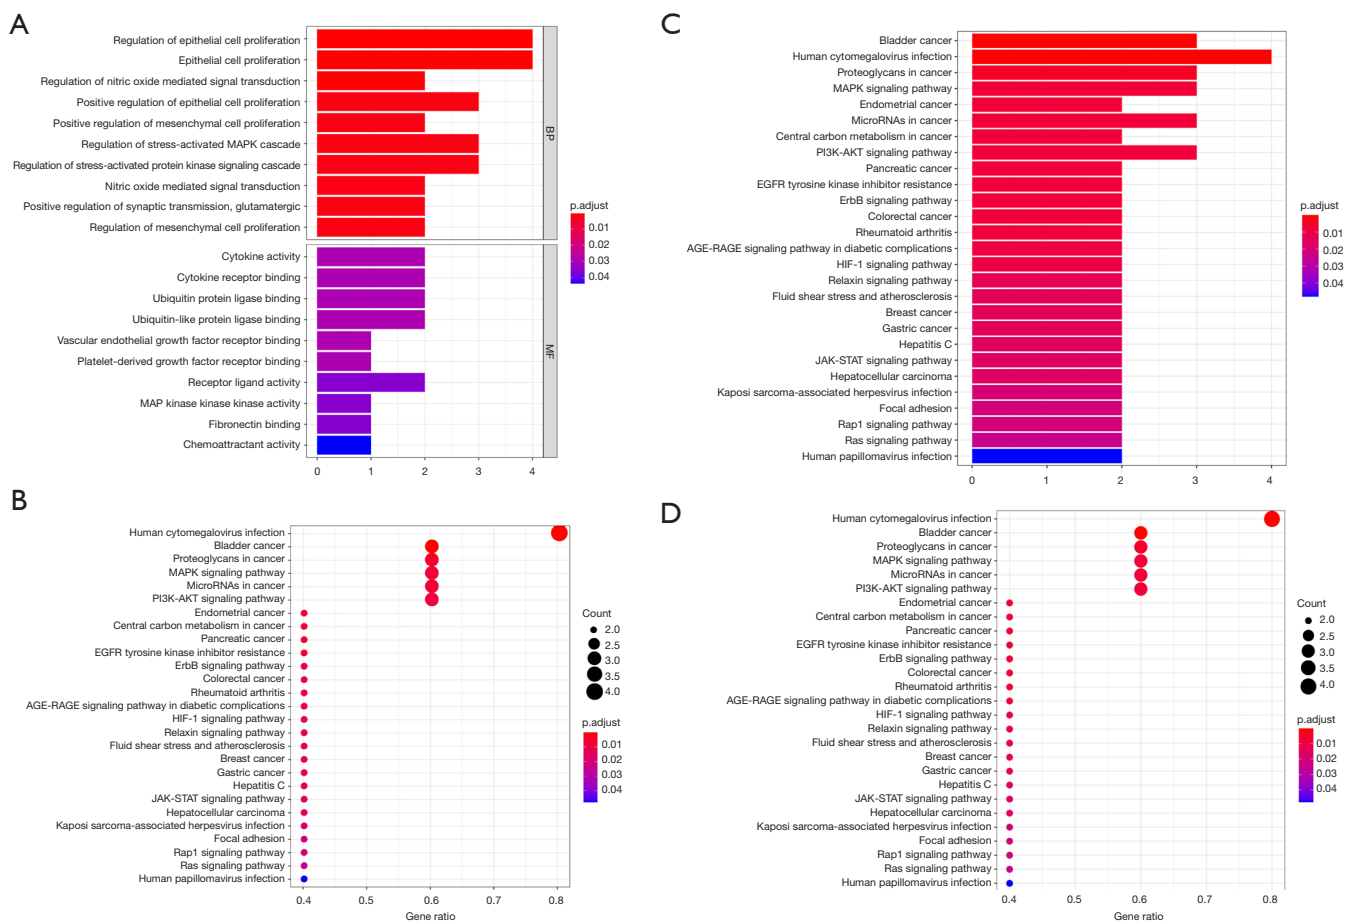 A
Regulation of epithelial cell proliferation
Epithelial cell proliferation
Regulation of nitric oxide mediated signal transduction
Positive regulation of epithelial cell proliferation
Positive regulation of mesenchymal cell proliferation
Regulation of stress-activated MAPK cascade
Regulation of stress-activated protein kinase signaling cascade
Nitric oxide mediated signal transduction
Positive regulation of synaptic transmission, glutamatergic
Regulation of mesenchymal cell proliferation
BP
Cytokine activity
Cytokine receptor binding
Ubiquitin protein ligase binding
Ubiquitin-like protein ligase binding
Vascular endothelial growth factor receptor binding
Platelet-derived growth factor receptor binding
Receptor ligand activity
MAP kinase kinase kinase activity
Fibronectin binding
Chemoattractant activity
MF
0 1 2 3 4
p.adjust
0.01
0.02
0.03
0.04
C
Bladder cancer
Human cytomegalovirus infection
Proteoglycans in cancer
MAPK signaling pathway
Endometrial cancer
MicroRNAs in cancer
Central carbon metabolism in cancer
PI3K-AKT signaling pathway
Pancreatic cancer
EGFR tyrosine kinase inhibitor resistance
ErbB signaling pathway
Colorectal cancer
Rheumatoid arthritis
AGE-RAGE signaling pathway in diabetic complications
HIF-1 signaling pathway
Relaxin signaling pathway
Fluid shear stress and atherosclerosis
Breast cancer
Gastric cancer
Hepatitis C
JAK-STAT signaling pathway
Hepatocellular carcinoma
Kaposi sarcoma-associated herpesvirus infection
Focal adhesion
Rap1 signaling pathway
Ras signaling pathway
Human papillomavirus infection
0 1 2 3 4
p.adjust
0.01
0.02
0.03
0.04
B
Human cytomegalovirus infection
Bladder cancer
Proteoglycans in cancer
MAPK signaling pathway
MicroRNAs in cancer
PI3K-AKT signaling pathway
Endometrial cancer
Central carbon metabolism in cancer
Pancreatic cancer
EGFR tyrosine kinase inhibitor resistance
ErbB signaling pathway
Colorectal cancer
Rheumatoid arthritis
AGE-RAGE signaling pathway in diabetic complications
HIF-1 signaling pathway
Relaxin signaling pathway
Fluid shear stress and atherosclerosis
Breast cancer
Gastric cancer
Hepatitis C
JAK-STAT signaling pathway
Hepatocellular carcinoma
Kaposi sarcoma-associated herpesvirus infection
Focal adhesion
Rap1 signaling pathway
Ras signaling pathway
Human papillomavirus infection
0.4 0.5 0.6 0.7 0.8
Gene ratio
Count
2.0
2.5
3.0
3.5
4.0
p.adjust
0.01
0.02
0.03
0.04
D
Human cytomegalovirus infection
Bladder cancer
Proteoglycans in cancer
MAPK signaling pathway
MicroRNAs in cancer
PI3K-AKT signaling pathway
Endometrial cancer
Central carbon metabolism in cancer
Pancreatic cancer
EGFR tyrosine kinase inhibitor resistance
ErbB signaling pathway
Colorectal cancer
Rheumatoid arthritis
AGE-RAGE signaling pathway in diabetic complications
HIF-1 signaling pathway
Relaxin signaling pathway
Fluid shear stress and atherosclerosis
Breast cancer
Gastric cancer
Hepatitis C
JAK-STAT signaling pathway
Hepatocellular carcinoma
Kaposi sarcoma-associated herpesvirus infection
Focal adhesion
Rap1 signaling pathway
Ras signaling pathway
Human papillomavirus infection
0.4 0.5 0.6 0.7 0.8
Gene ratio
Count
2.0
2.5
3.0
3.5
4.0
p.adjust
0.01
0.02
0.03
0.04